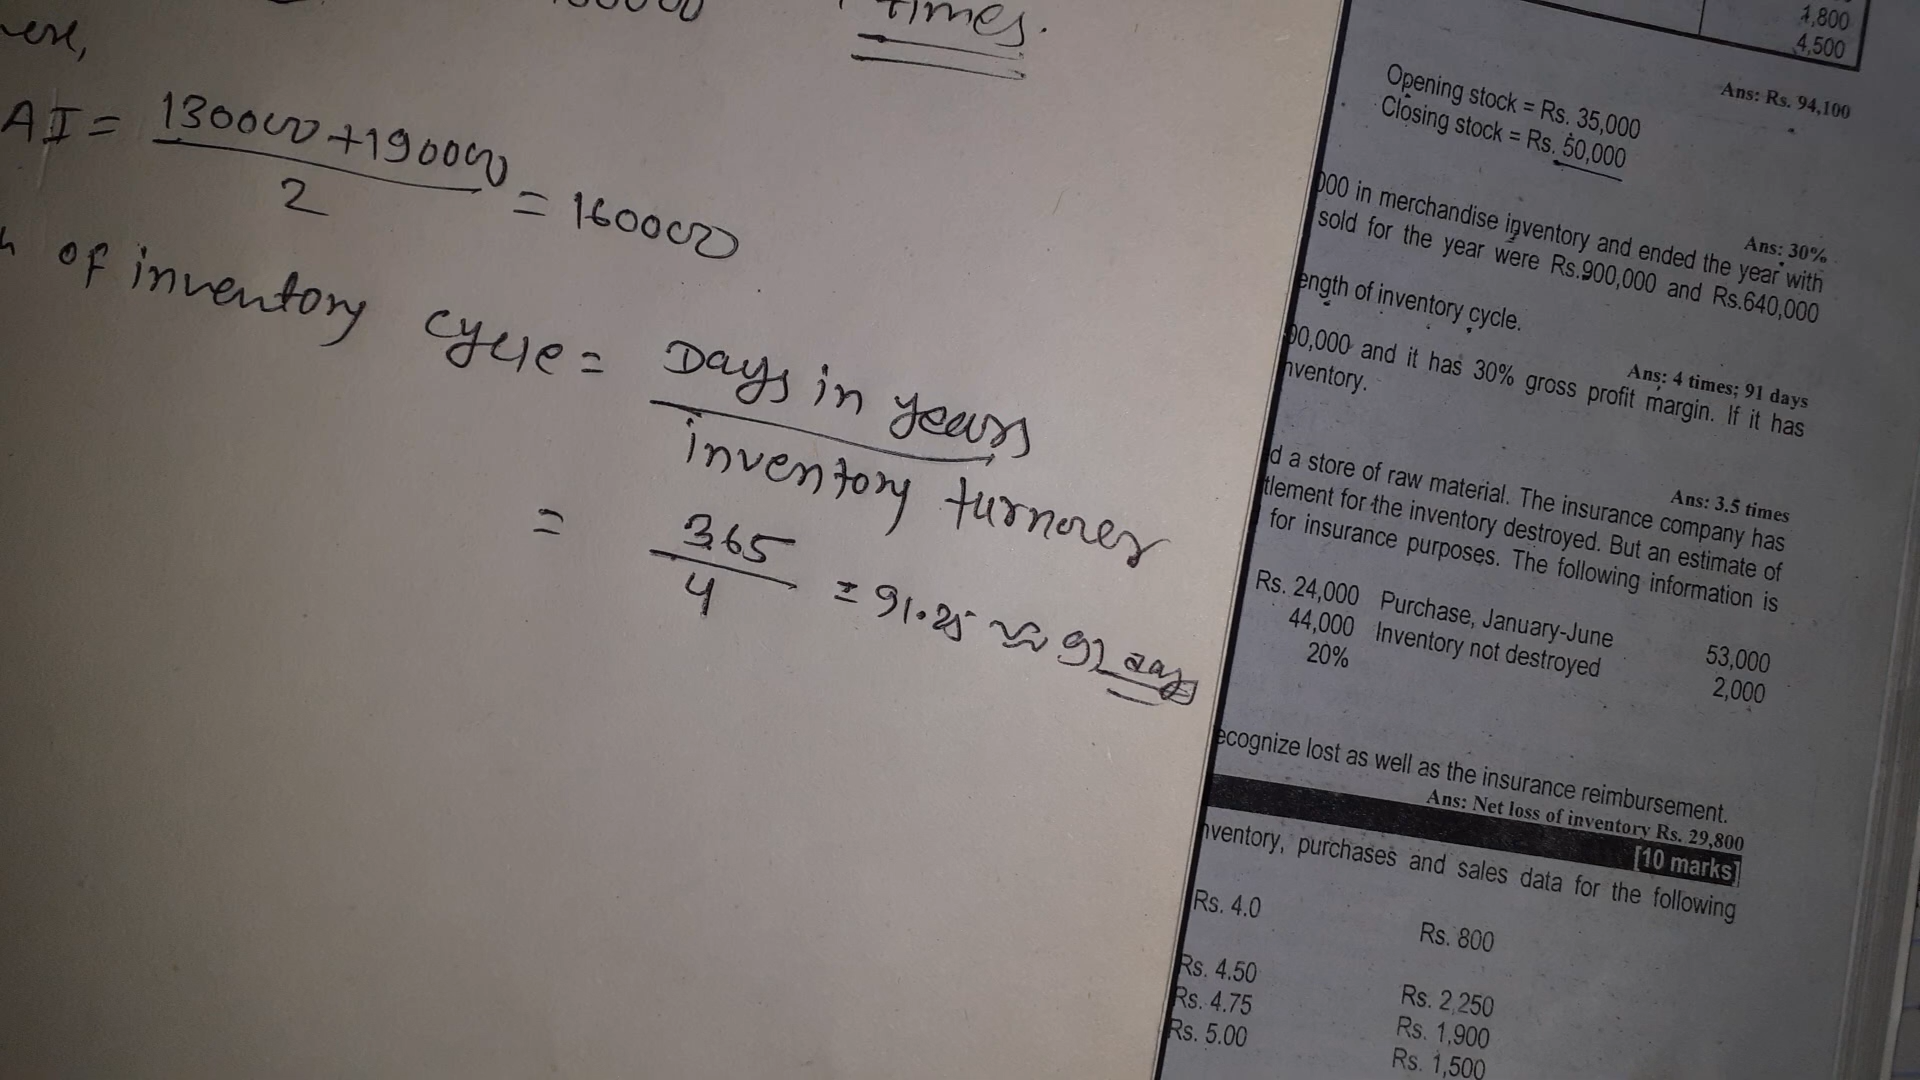 times.
ere,
AI = 130000+190000 / 2 = 160000
of inventory cycle = Days in years / inventory turnover
= 365 / 4 = 91.25 ≈ 92 days
1,800
4,500
Ans: Rs. 94,100
Opening stock = Rs. 35,000
Closing stock = Rs. 50,000
Ans: 30%
000 in merchandise inventory and ended the year with
sold for the year were Rs.900,000 and Rs.640,000
ength of inventory cycle.
Ans: 4 times; 91 days
00,000 and it has 30% gross profit margin. If it has
nventory.
Ans: 3.5 times
d a store of raw material. The insurance company has
tlement for the inventory destroyed. But an estimate of
for insurance purposes. The following information is
Rs. 24,000 Purchase, January-June 53,000
44,000 Inventory not destroyed 2,000
20%
ecognize lost as well as the insurance reimbursement.
Ans: Net loss of inventory Rs. 29,800
[10 marks]
nventory, purchases and sales data for the following
Rs. 4.0 Rs. 800
Rs. 4.50 Rs. 2,250
Rs. 4.75 Rs. 1,900
Rs. 5.00 Rs. 1,500